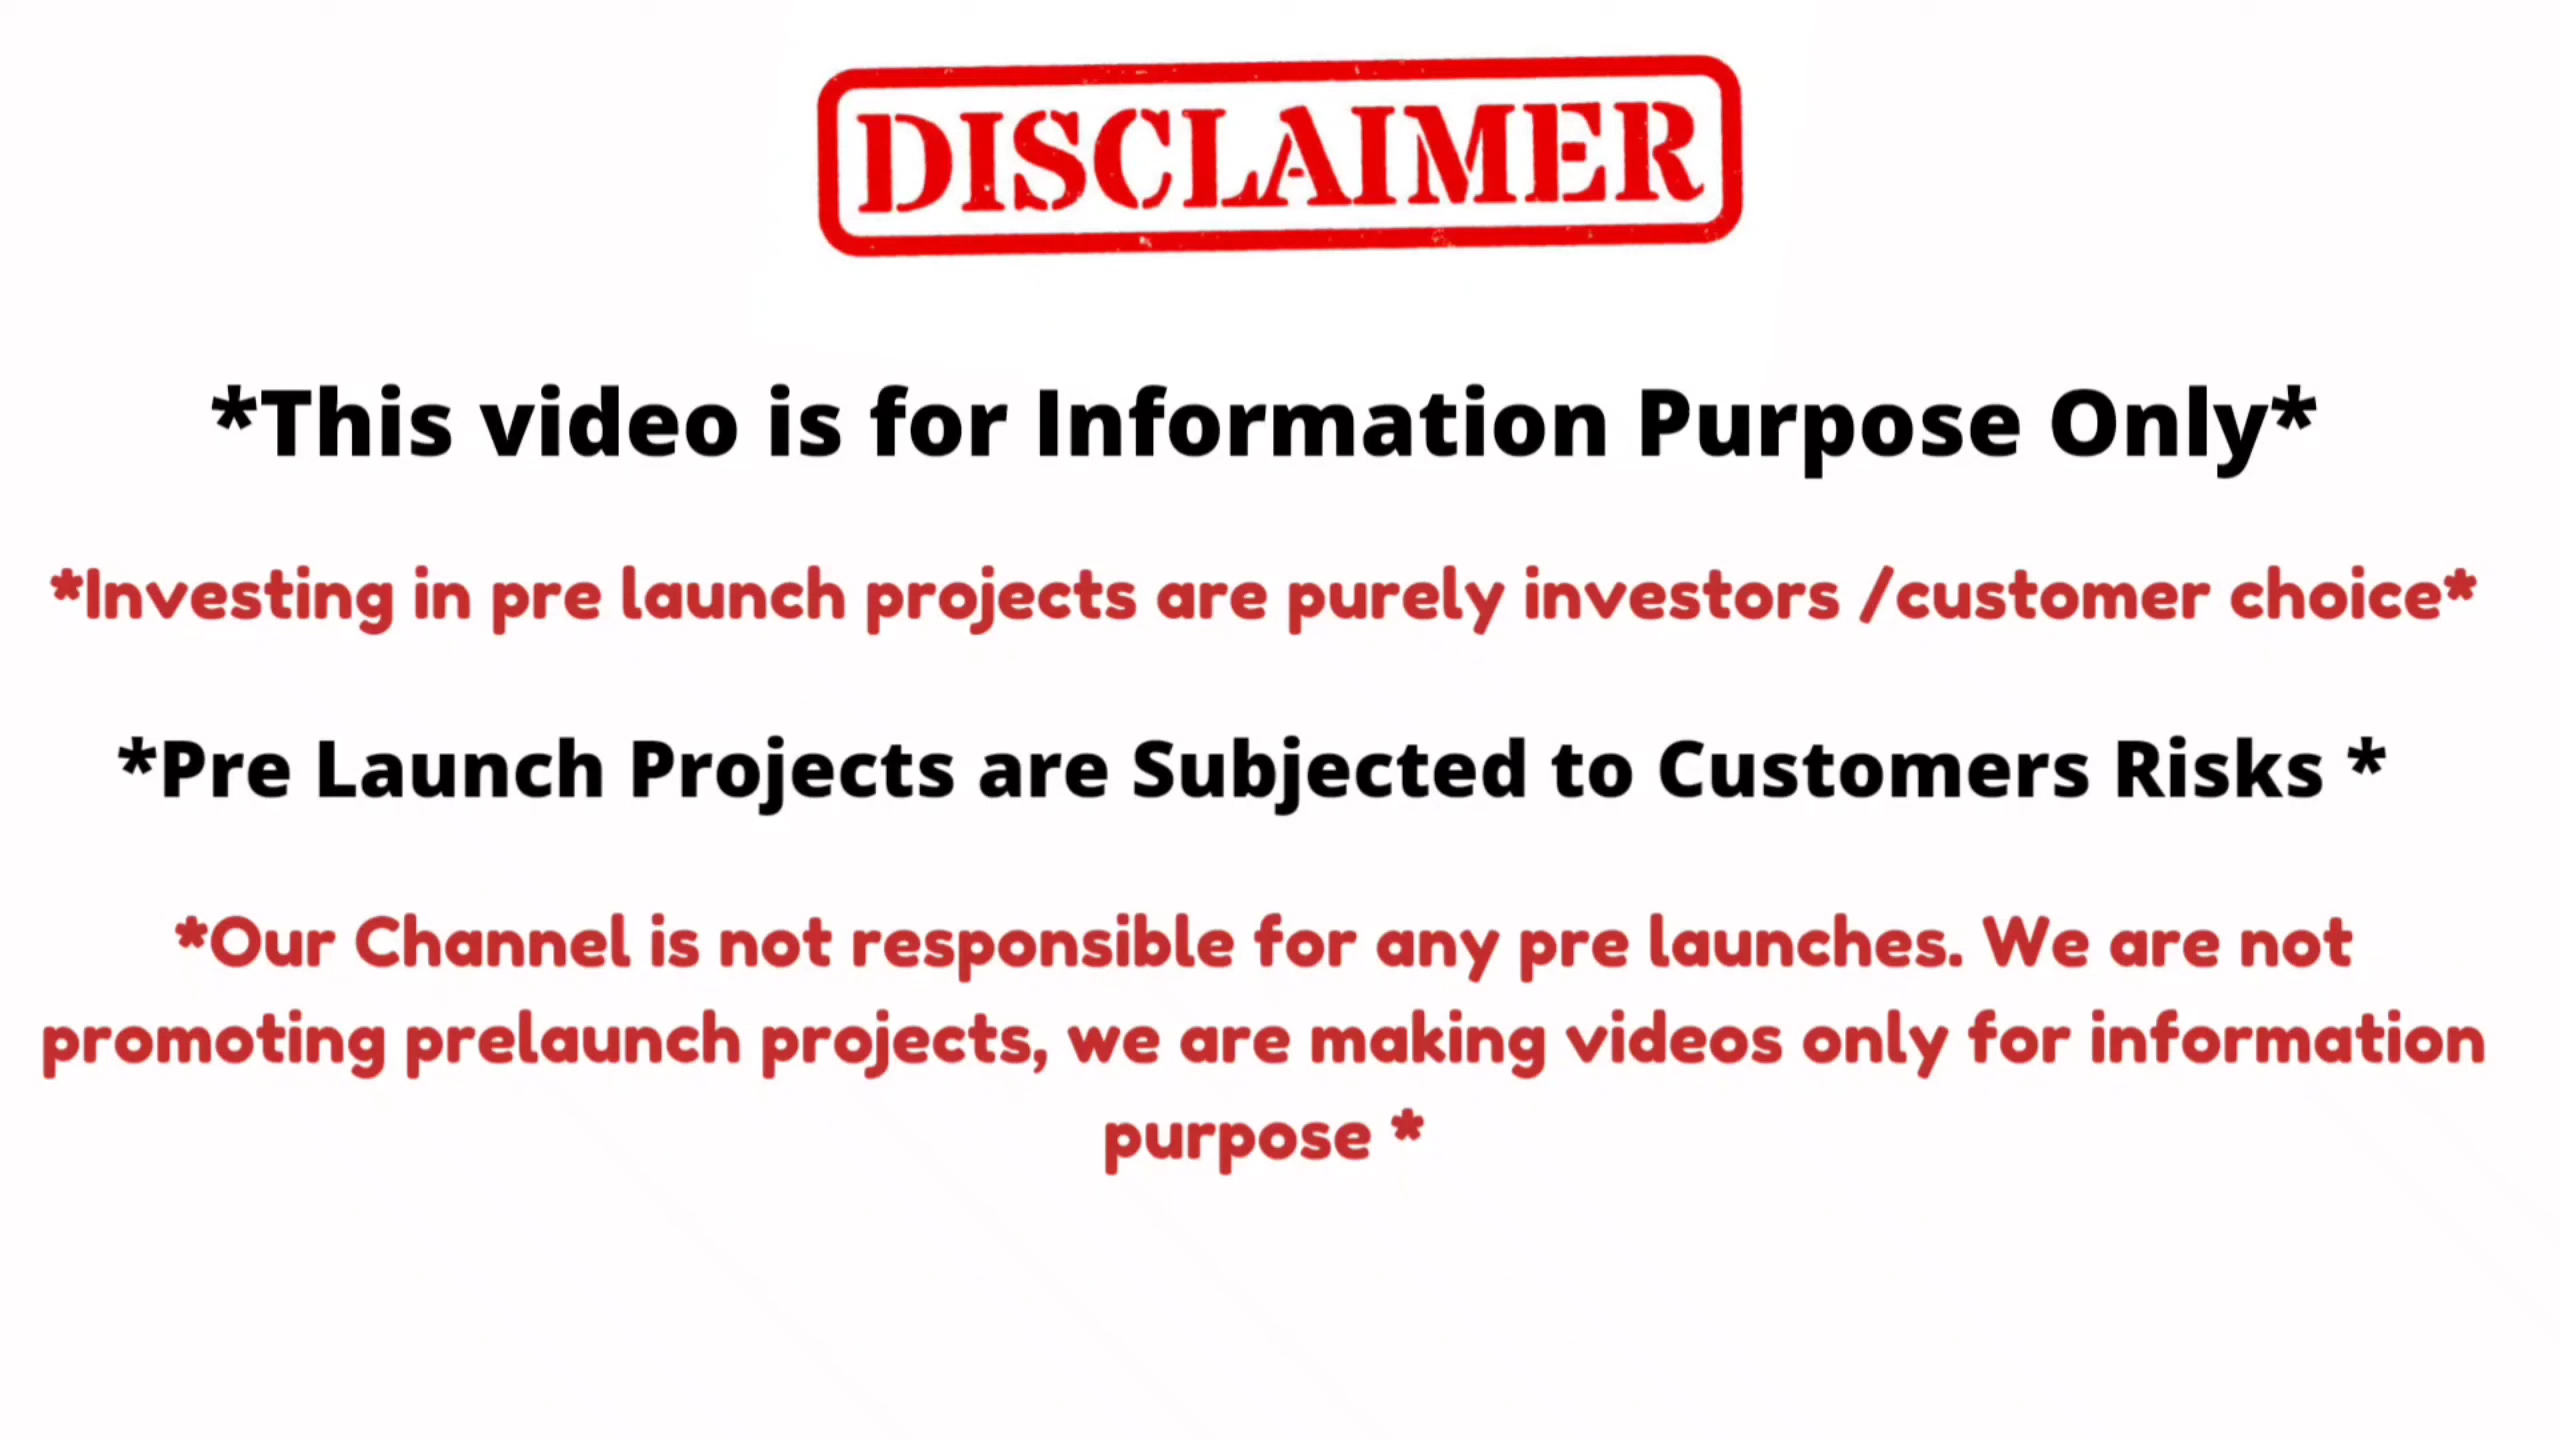 DISCLAIMER
*This video is for Information Purpose Only*
*Investing in pre launch projects are purely investors /customer choice*
*Pre Launch Projects are Subjected to Customers Risks *
*Our Channel is not responsible for any pre launches. We are not
promoting prelaunch projects, we are making videos only for information
purpose *